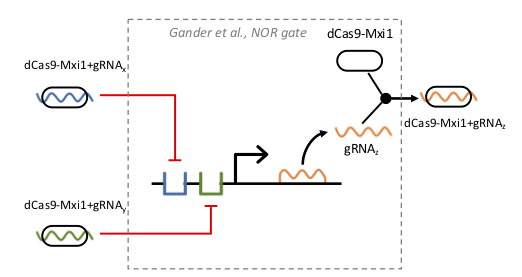 Gander et al., NOR gate
dCas9-Mxi1
dCas9-Mxi1+gRNAx
dCas9-Mxi1+gRNAz
gRNAz
dCas9-Mxi1+gRNAy